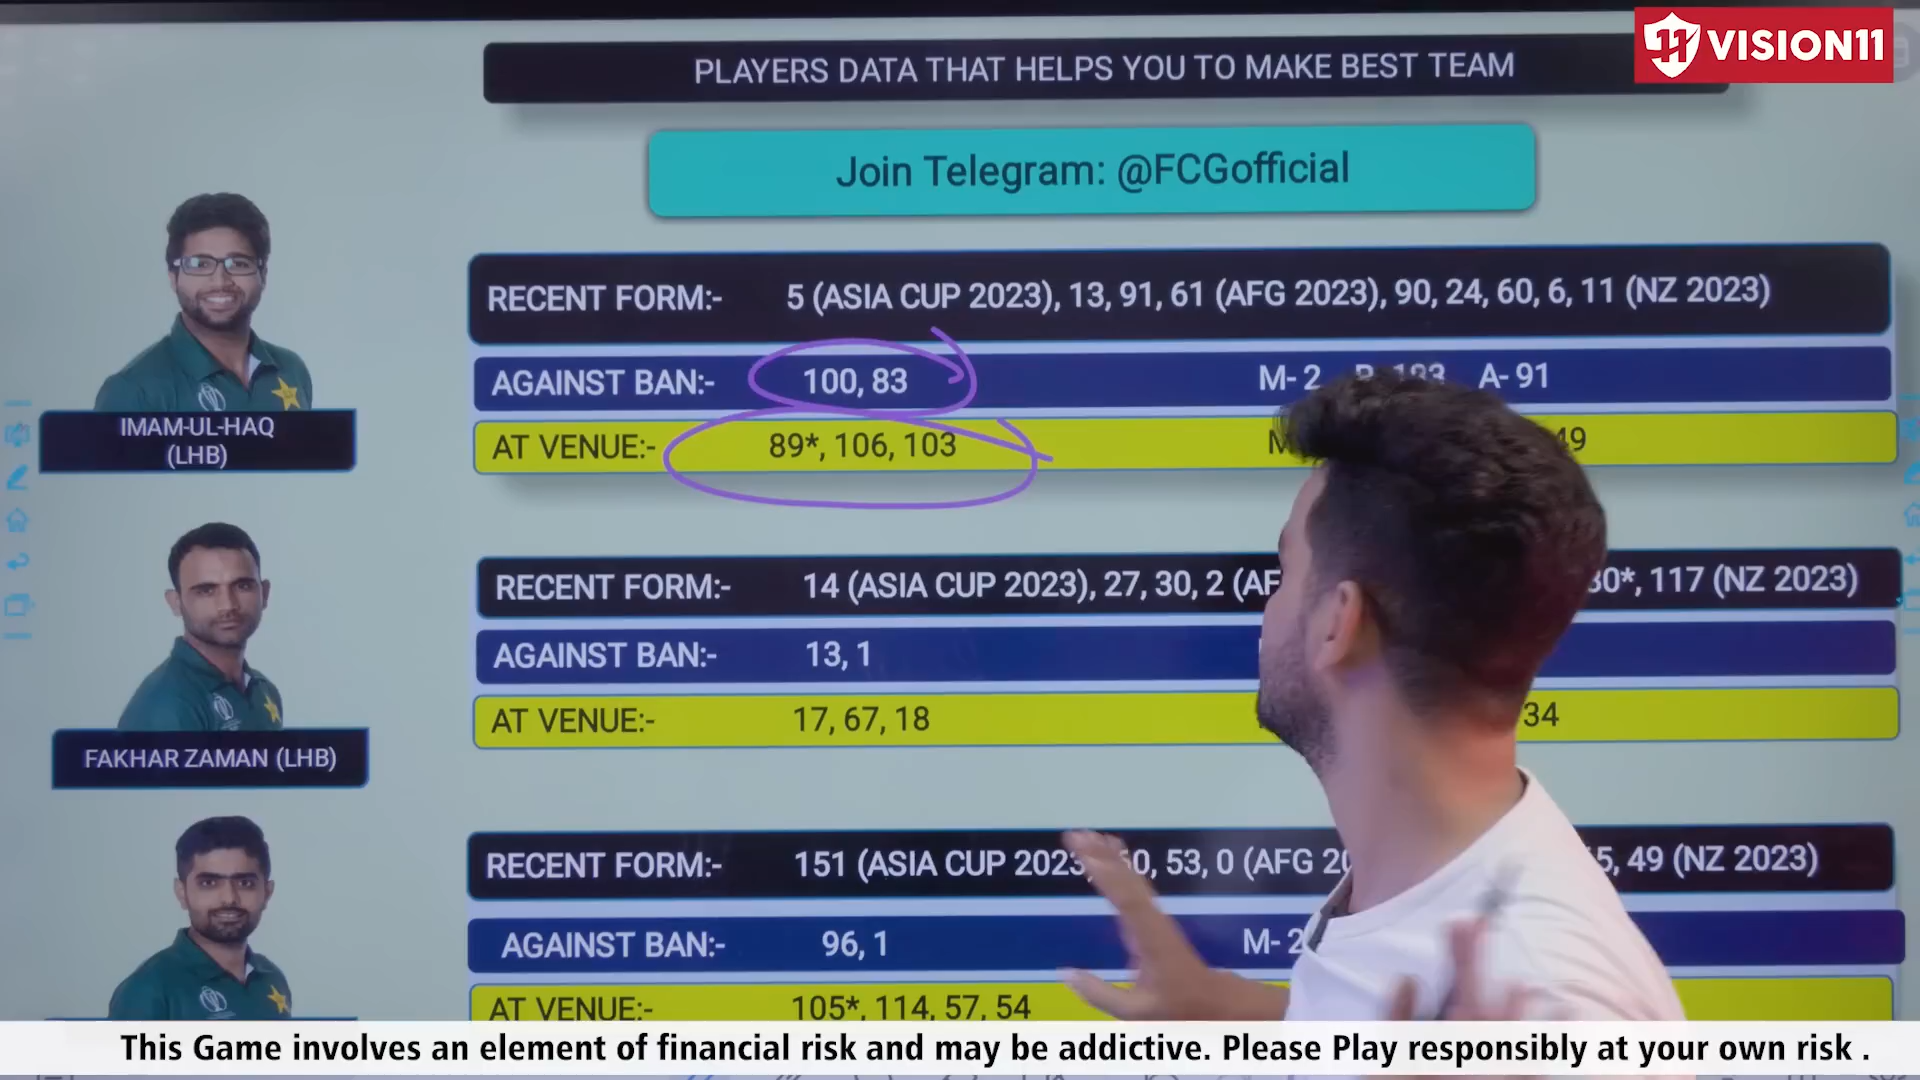 VISION11
PLAYERS DATA THAT HELPS YOU TO MAKE BEST TEAM
Join Telegram: @FCGofficial
RECENT FORM:- 5 (ASIA CUP 2023), 13, 91, 61 (AFG 2023), 90, 24, 60, 6, 11 (NZ 2023)
AGAINST BAN:- 100, 83 M- 2 A- 91
AT VENUE:- 89*, 106, 103 49
IMAM-UL-HAQ
(LHB)
RECENT FORM:- 14 (ASIA CUP 2023), 27, 30, 2 117 (NZ 2023)
AGAINST BAN:- 13, 1
AT VENUE:- 17, 67, 18 34
FAKHAR ZAMAN (LHB)
RECENT FORM:- 151 (ASIA CUP 2023 53, 0 (AFG 49 (NZ 2023)
AGAINST BAN:- 96, 1 M- 2
AT VENUE:- 105*, 114, 57, 54
This Game involves an element of financial risk and may be addictive. Please Play responsibly at your own risk .